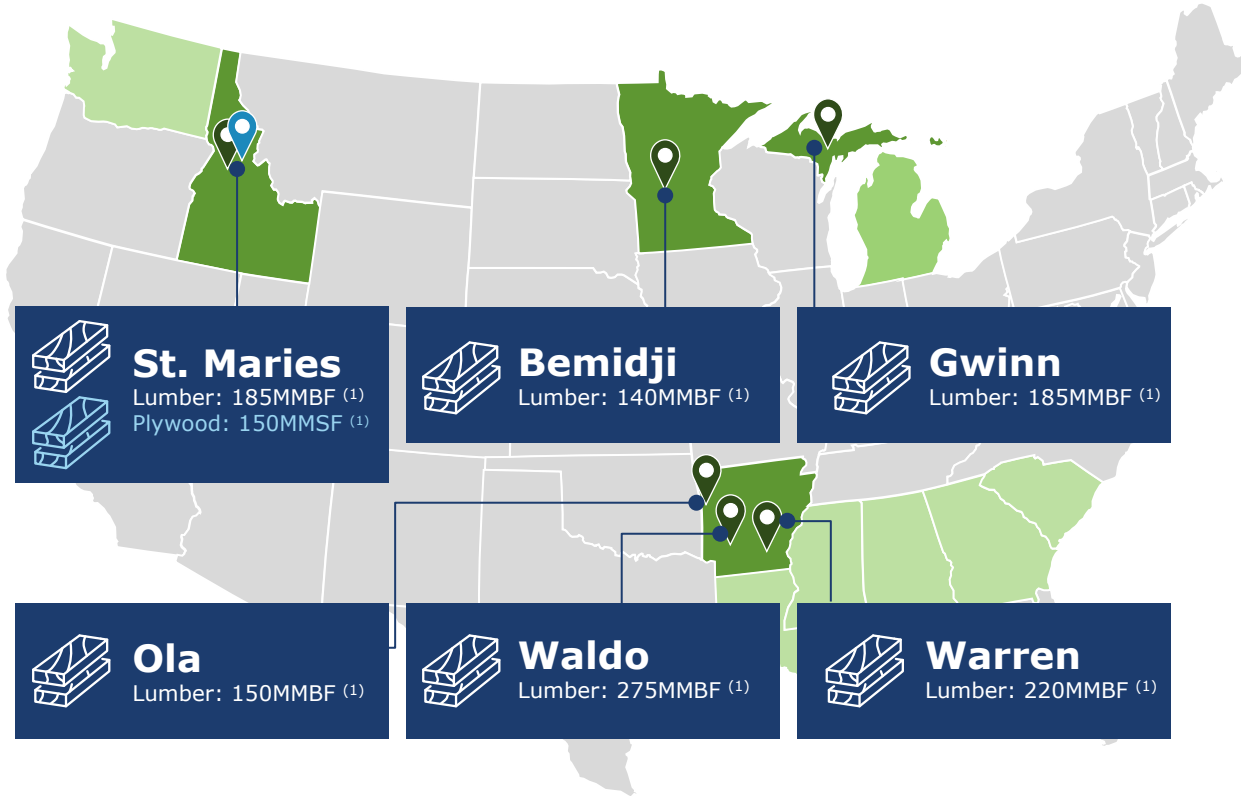 St. Maries
Lumber: 185MMBF (1)
Plywood: 150MMSF (1)
Bemidji
Lumber: 140MMBF (1)
Gwinn
Lumber: 185MMBF (1)
Ola
Lumber: 150MMBF (1)
Waldo
Lumber: 275MMBF (1)
Warren
Lumber: 220MMBF (1)